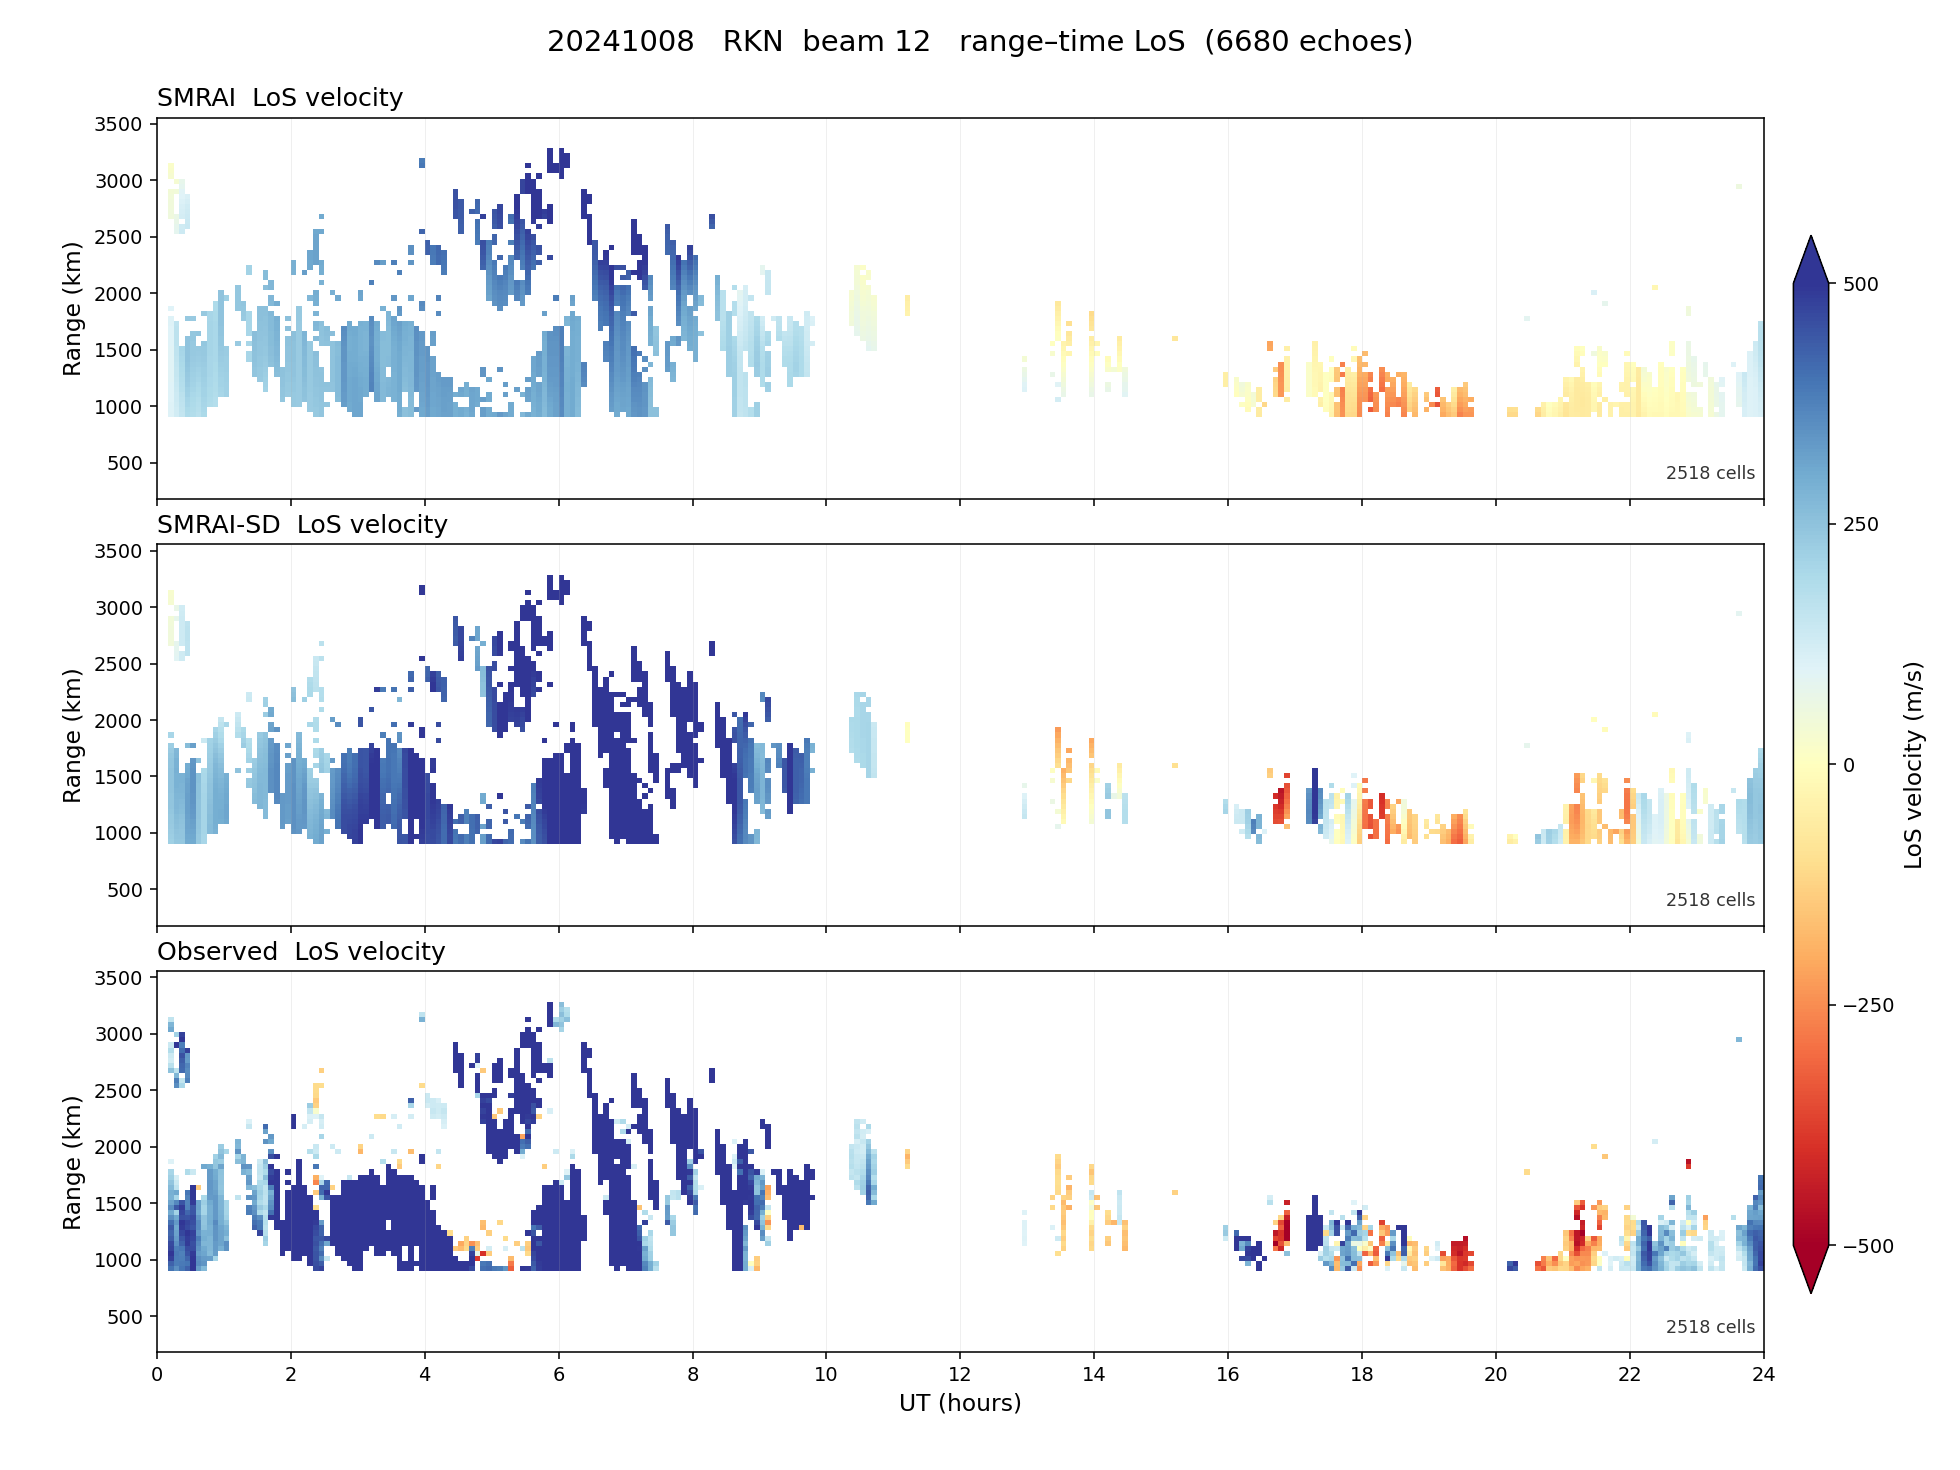 20241008   RKN  beam 12   range–time LoS  (6680 echoes)
SMRAI  LoS velocity
3500
3000
2500
2000
1500
1000
500
Range (km)
2518 cells
SMRAI-SD  LoS velocity
3500
3000
2500
2000
1500
1000
500
Range (km)
2518 cells
Observed  LoS velocity
3500
3000
2500
2000
1500
1000
500
Range (km)
2518 cells
0 2 4 6 8 10 12 14 16 18 20 22 24
UT (hours)
500
250
0
−250
−500
LoS velocity (m/s)